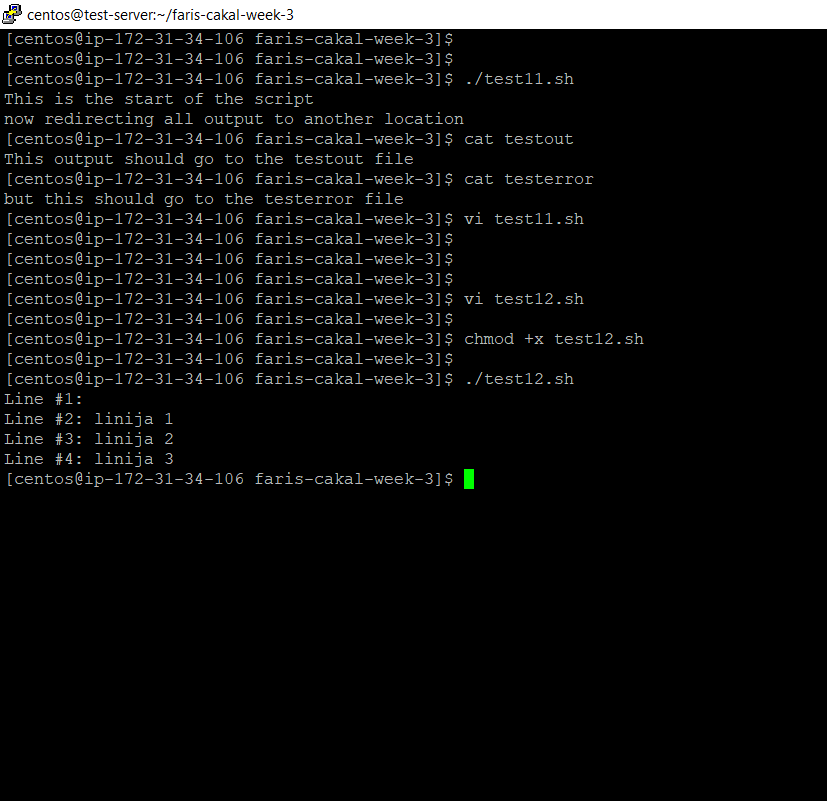 centos@test-server:~/faris-cakal-week-3
[centos@ip-172-31-34-106 faris-cakal-week-3]$
[centos@ip-172-31-34-106 faris-cakal-week-3]$
[centos@ip-172-31-34-106 faris-cakal-week-3]$ ./test11.sh
This is the start of the script
now redirecting all output to another location
[centos@ip-172-31-34-106 faris-cakal-week-3]$ cat testout
This output should go to the testout file
[centos@ip-172-31-34-106 faris-cakal-week-3]$ cat testerror
but this should go to the testerror file
[centos@ip-172-31-34-106 faris-cakal-week-3]$ vi test11.sh
[centos@ip-172-31-34-106 faris-cakal-week-3]$
[centos@ip-172-31-34-106 faris-cakal-week-3]$
[centos@ip-172-31-34-106 faris-cakal-week-3]$
[centos@ip-172-31-34-106 faris-cakal-week-3]$ vi test12.sh
[centos@ip-172-31-34-106 faris-cakal-week-3]$
[centos@ip-172-31-34-106 faris-cakal-week-3]$ chmod +x test12.sh
[centos@ip-172-31-34-106 faris-cakal-week-3]$
[centos@ip-172-31-34-106 faris-cakal-week-3]$ ./test12.sh
Line #1:
Line #2: linija 1
Line #3: linija 2
Line #4: linija 3
[centos@ip-172-31-34-106 faris-cakal-week-3]$